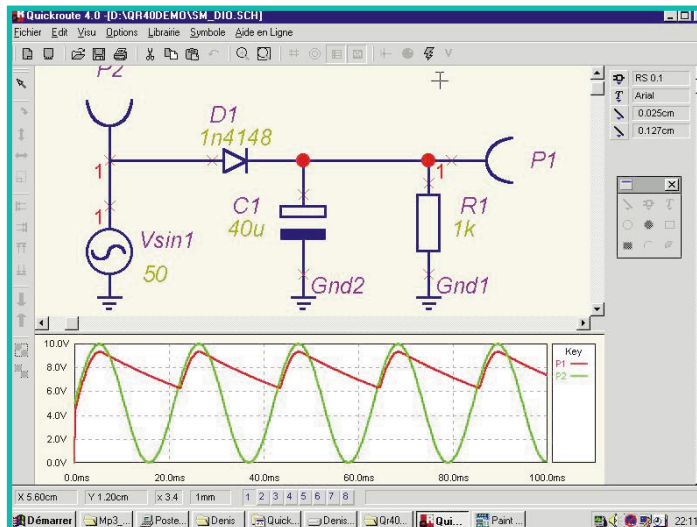 Quickroute 4.0 -[D:\QR40DEMO\SM_DIO.SCH]
Fichier Edit Visu Options Librairie Symbole Aide en Ligne
P2
RS 0.1
Arial
0.025cm
0.127cm
D1
1n4148
1
1
P1
1
C1
40u
R1
1k
Vsin1
50
Gnd2
Gnd1
10.0V
8.0V
6.0V
4.0V
2.0V
0.0V
0.0ms 20.0ms 40.0ms 60.0ms 80.0ms 100.0ms
Key
P1
P2
X 5.60cm Y 1.20cm x 3.4 1mm 1 2 3 4 5 6 7 8
Démarrer Mp3_... Poste... Denis Quick... Denis... Qr40... Qui... Paint ...